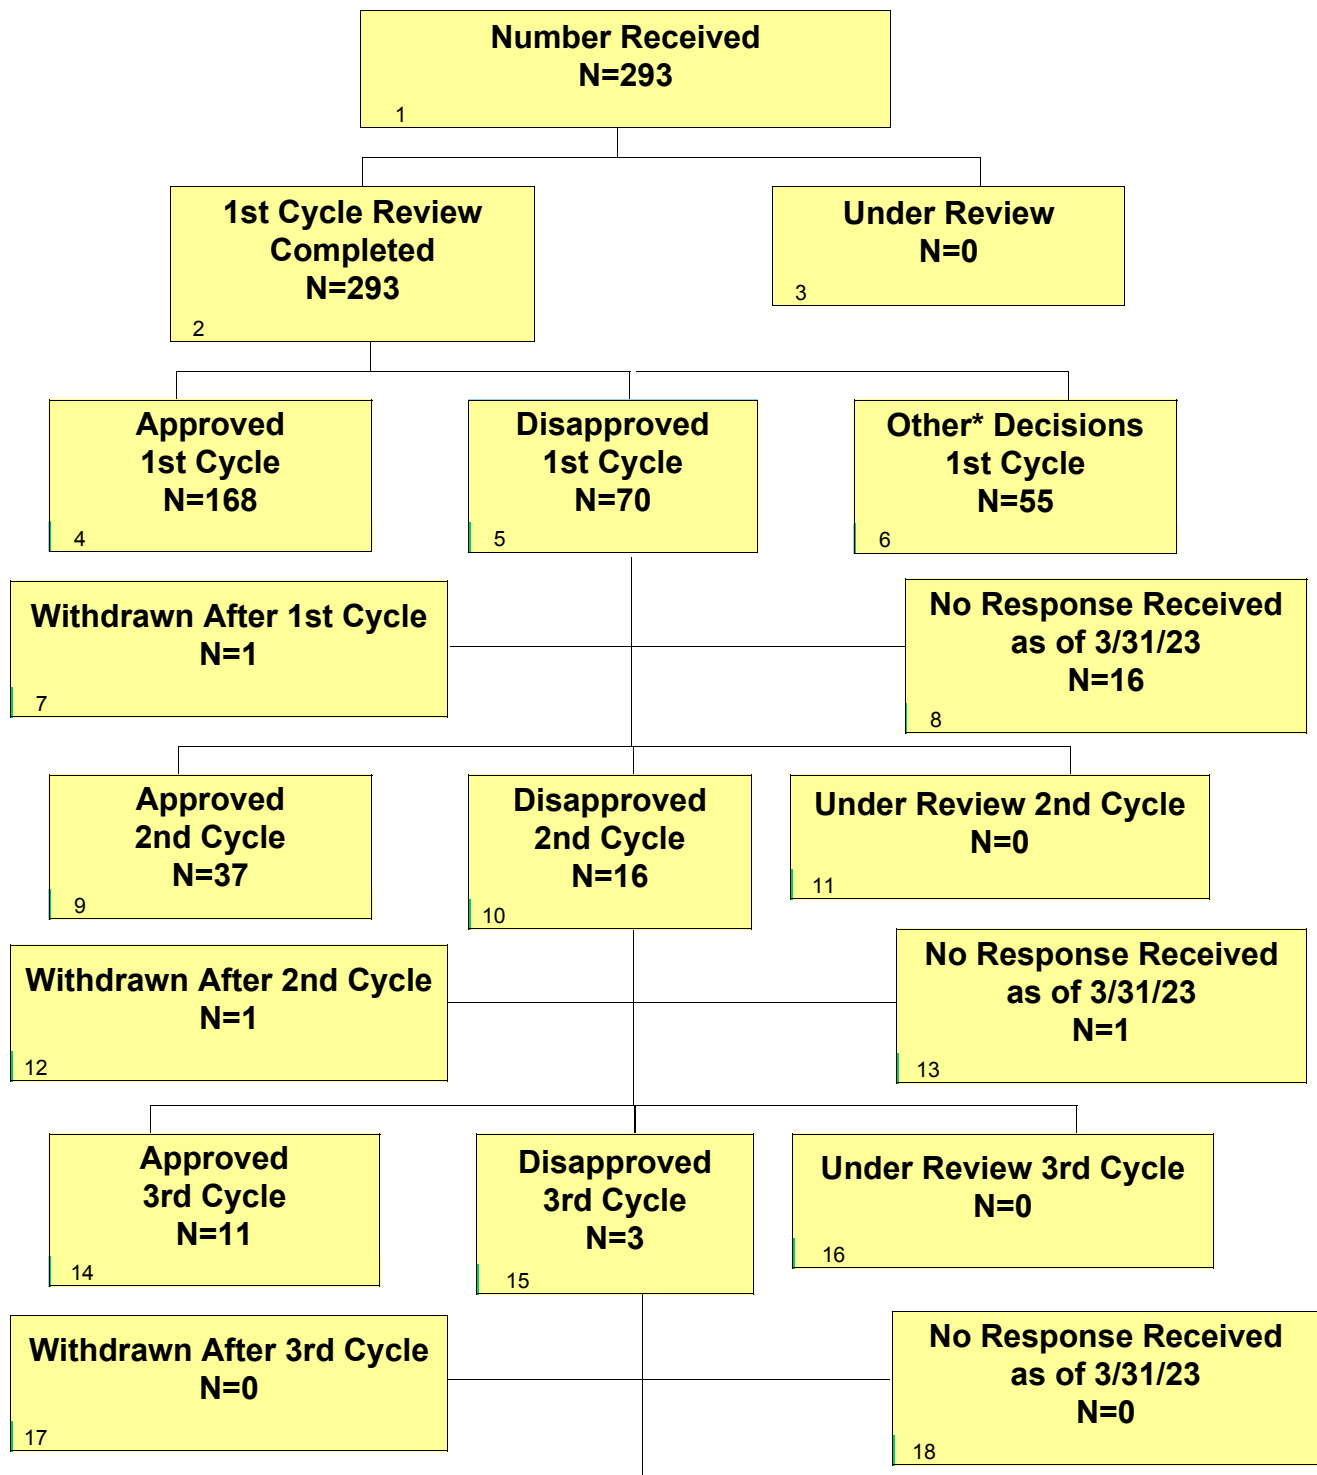 Number Received
N=293
1
1st Cycle Review
Completed
N=293
2
Under Review
N=0
3
Approved
1st Cycle
N=168
4
Disapproved
1st Cycle
N=70
5
Other* Decisions
1st Cycle
N=55
6
Withdrawn After 1st Cycle
N=1
7
No Response Received
as of 3/31/23
N=16
8
Approved
2nd Cycle
N=37
9
Disapproved
2nd Cycle
N=16
10
Under Review 2nd Cycle
N=0
11
Withdrawn After 2nd Cycle
N=1
12
No Response Received
as of 3/31/23
N=1
13
Approved
3rd Cycle
N=11
14
Disapproved
3rd Cycle
N=3
15
Under Review 3rd Cycle
N=0
16
Withdrawn After 3rd Cycle
N=0
17
No Response Received
as of 3/31/23
N=0
18